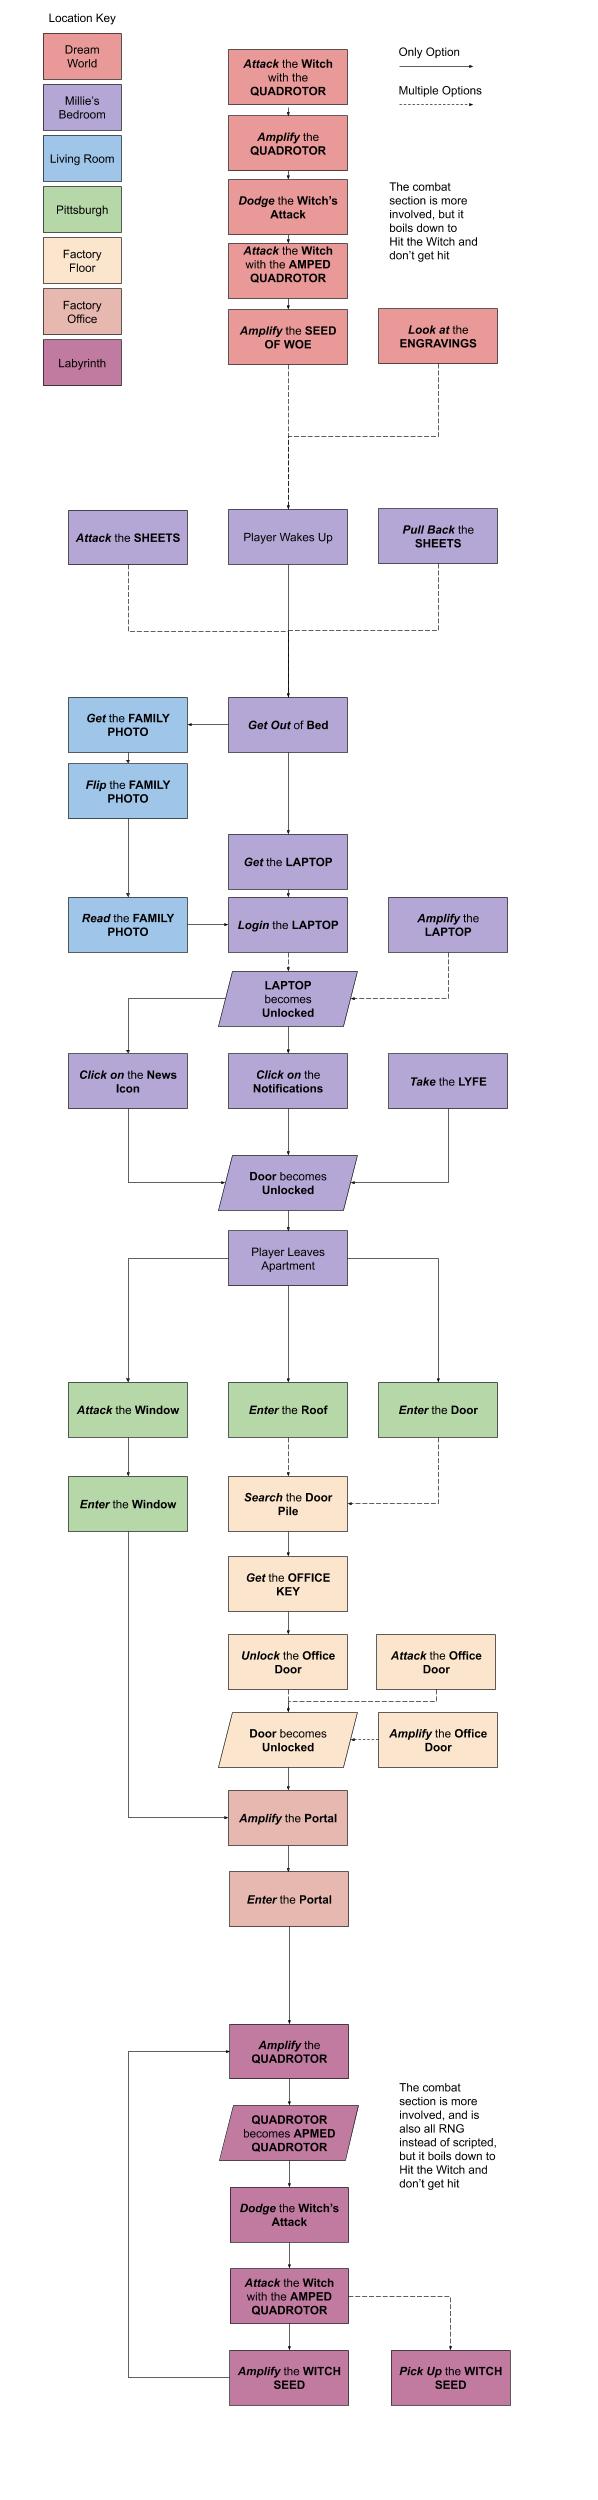 Location Key
Dream
World
Millie's
Bedroom
Living Room
Pittsburgh
Factory
Floor
Factory
Office
Labyrinth
Only Option
Multiple Options
Attack the Witch
with the
QUADROTOR
Amplify the
QUADROTOR
Dodge the Witch's
Attack
The combat
section is more
involved, but it
boils down to
Hit the Witch and
don't get hit
Attack the Witch
with the AMPED
QUADROTOR
Amplify the SEED
OF WOE
Look at the
ENGRAVINGS
Attack the SHEETS
Player Wakes Up
Pull Back the
SHEETS
Get the FAMILY
PHOTO
Get Out of Bed
Flip the FAMILY
PHOTO
Get the LAPTOP
Read the FAMILY
PHOTO
Login the LAPTOP
Amplify the
LAPTOP
LAPTOP
becomes
Unlocked
Click on the News
Icon
Click on the
Notifications
Take the LYFE
Door becomes
Unlocked
Player Leaves
Apartment
Attack the Window
Enter the Roof
Enter the Door
Enter the Window
Search the Door
Pile
Get the OFFICE
KEY
Unlock the Office
Door
Attack the Office
Door
Door becomes
Unlocked
Amplify the Office
Door
Amplify the Portal
Enter the Portal
Amplify the
QUADROTOR
The combat
section is more
involved, and is
also all RNG
instead of scripted,
but it boils down to
Hit the Witch and
don't get hit
QUADROTOR
becomes APMED
QUADROTOR
Dodge the Witch's
Attack
Attack the Witch
with the AMPED
QUADROTOR
Amplify the WITCH
SEED
Pick Up the WITCH
SEED